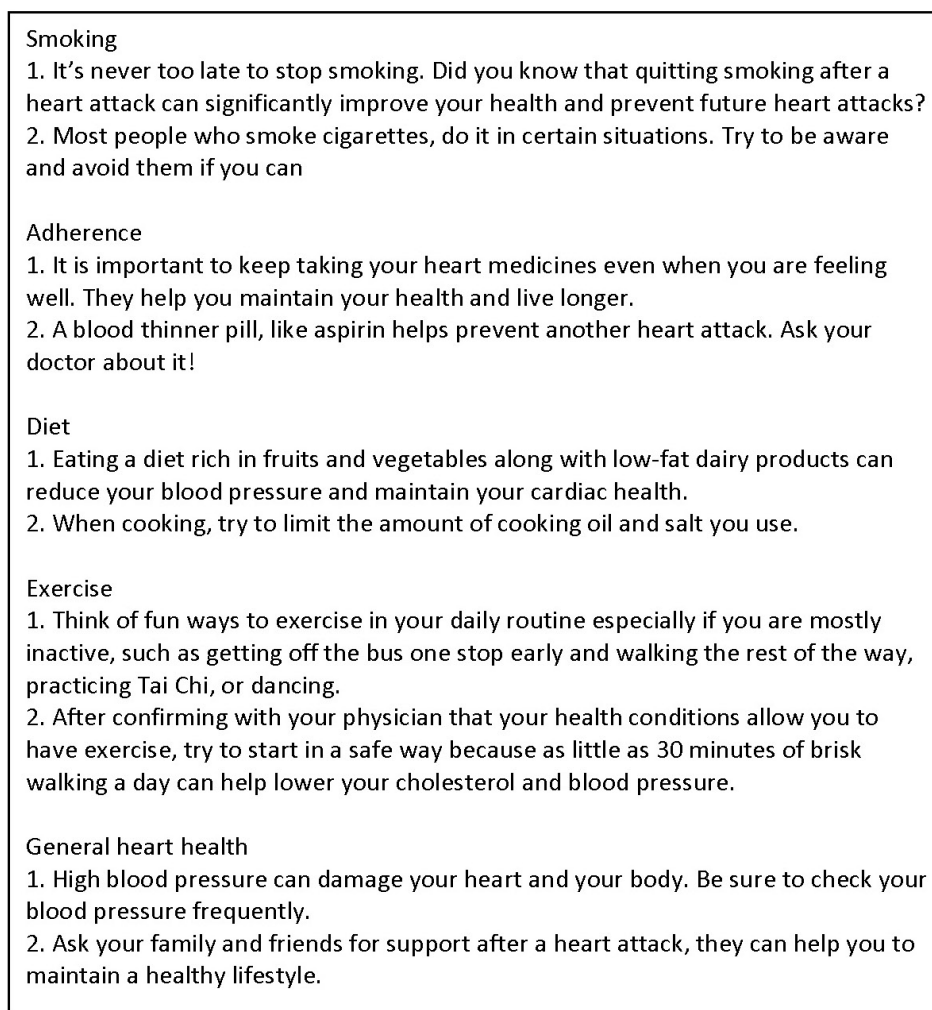 Smoking
1. It’s never too late to stop smoking. Did you know that quitting smoking after a
heart attack can significantly improve your health and prevent future heart attacks?
2. Most people who smoke cigarettes, do it in certain situations. Try to be aware
and avoid them if you can
Adherence
1. It is important to keep taking your heart medicines even when you are feeling
well. They help you maintain your health and live longer.
2. A blood thinner pill, like aspirin helps prevent another heart attack. Ask your
doctor about it!
Diet
1. Eating a diet rich in fruits and vegetables along with low-fat dairy products can
reduce your blood pressure and maintain your cardiac health.
2. When cooking, try to limit the amount of cooking oil and salt you use.
Exercise
1. Think of fun ways to exercise in your daily routine especially if you are mostly
inactive, such as getting off the bus one stop early and walking the rest of the way,
practicing Tai Chi, or dancing.
2. After confirming with your physician that your health conditions allow you to
have exercise, try to start in a safe way because as little as 30 minutes of brisk
walking a day can help lower your cholesterol and blood pressure.
General heart health
1. High blood pressure can damage your heart and your body. Be sure to check your
blood pressure frequently.
2. Ask your family and friends for support after a heart attack, they can help you to
maintain a healthy lifestyle.